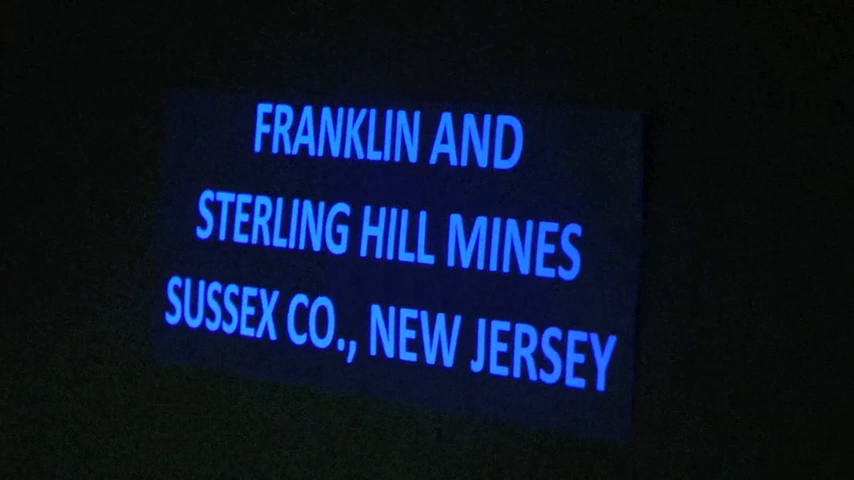 FRANKLIN AND
STERLING HILL MINES
SUSSEX CO., NEW JERSEY